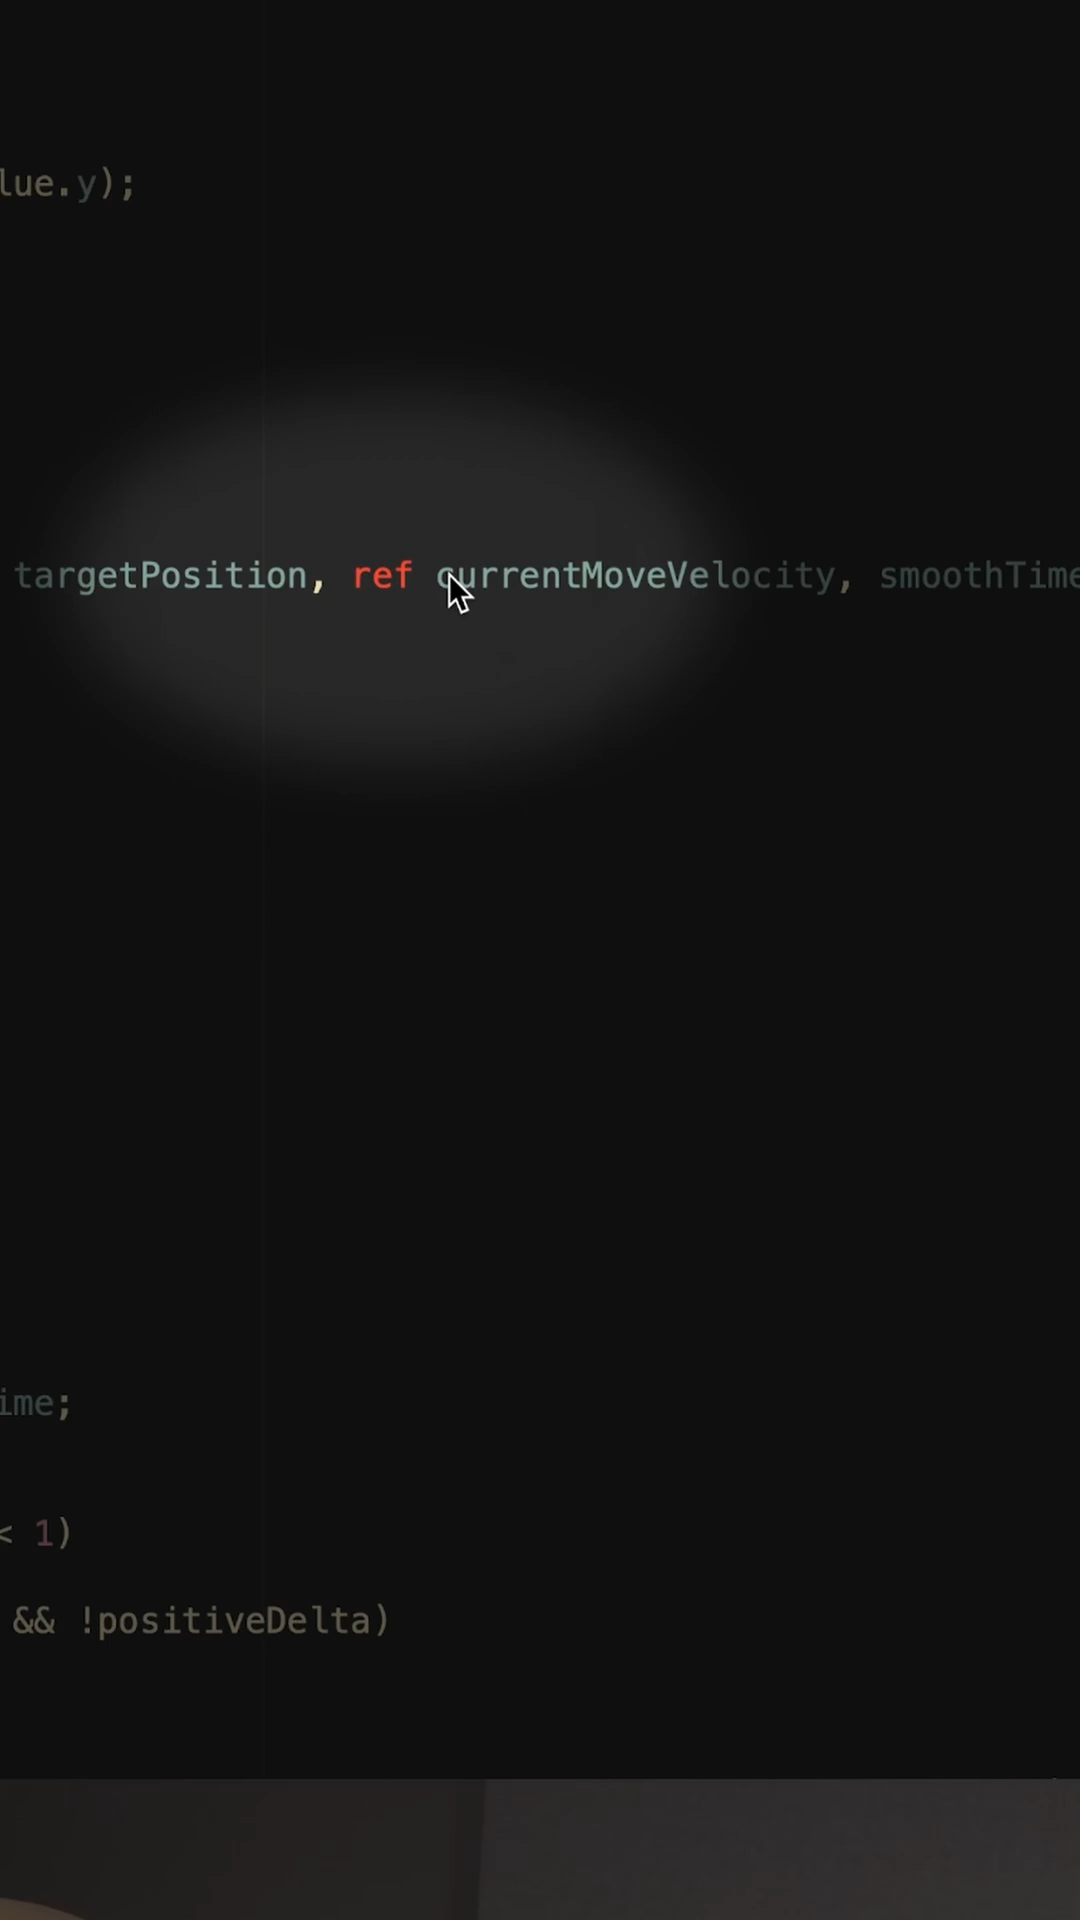 lue.y);
targetPosition, ref currentMoveVelocity, smoothTime
ime;
< 1)
&& !positiveDelta)